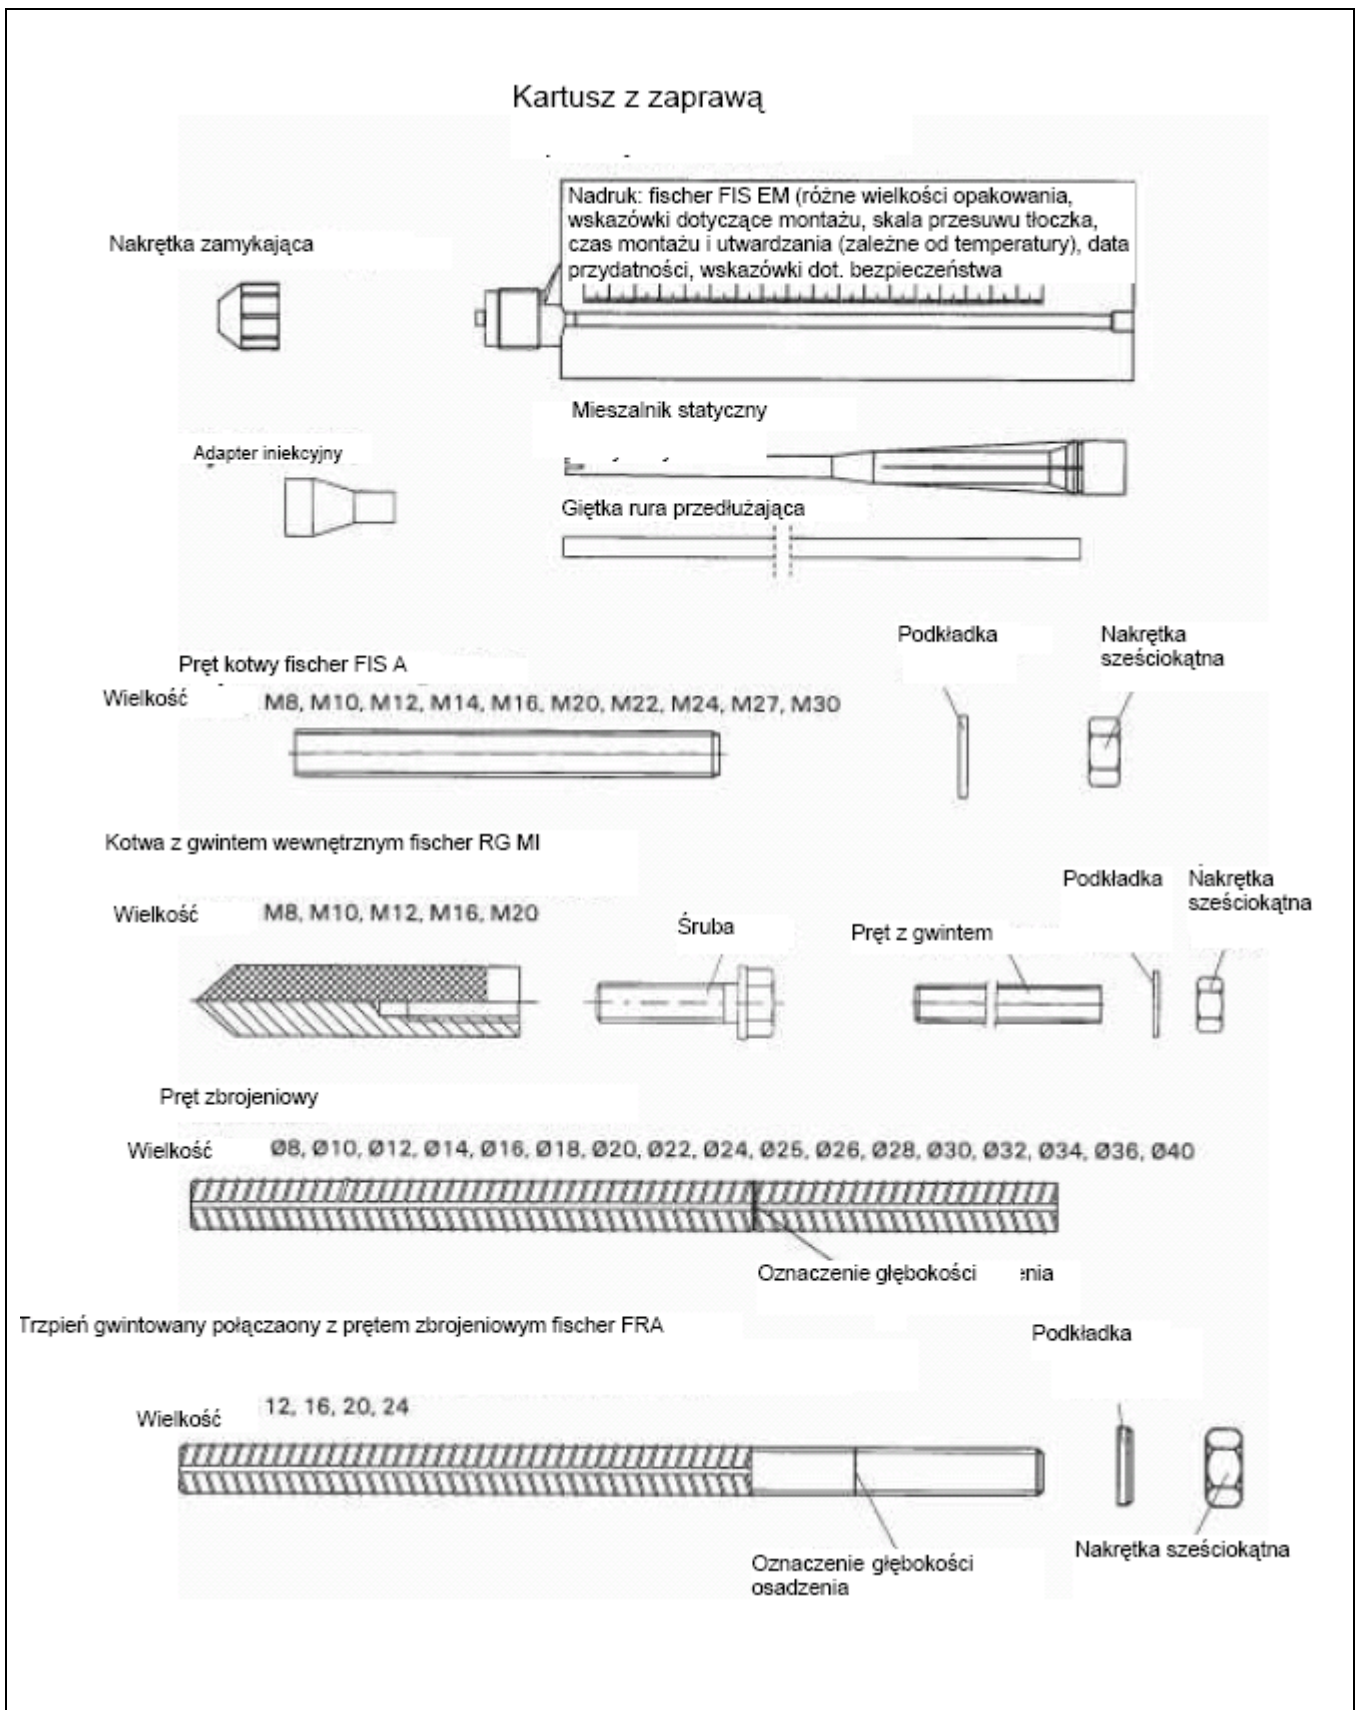 Kartusz z zaprawą
Nadruk: fischer FIS EM (różne wielkości opakowania,
wskazówki dotyczące montażu, skala przesuwu tłoczka,
czas montażu i utwardzania (zależne od temperatury), data
przydatności, wskazówki dot. bezpieczeństwa
Nakrętka zamykająca
Mieszalnik statyczny
Adapter iniekcyjny
Giętka rura przedłużająca
Podkładka
Nakrętka
sześciokątna
Pręt kotwy fischer FIS A
Wielkość M8, M10, M12, M14, M16, M20, M22, M24, M27, M30
Kotwa z gwintem wewnętrznym fischer RG MI
Podkładka
Nakrętka
sześciokątna
Wielkość M8, M10, M12, M16, M20
Śruba
Pręt z gwintem
Pręt zbrojeniowy
Wielkość Ø8, Ø10, Ø12, Ø14, Ø16, Ø18, Ø20, Ø22, Ø24, Ø25, Ø26, Ø28, Ø30, Ø32, Ø34, Ø36, Ø40
Oznaczenie głębokości enia
Trzpień gwintowany połączaony z prętem zbrojeniowym fischer FRA
Podkładka
Wielkość 12, 16, 20, 24
Nakrętka sześciokątna
Oznaczenie głębokości
osadzenia